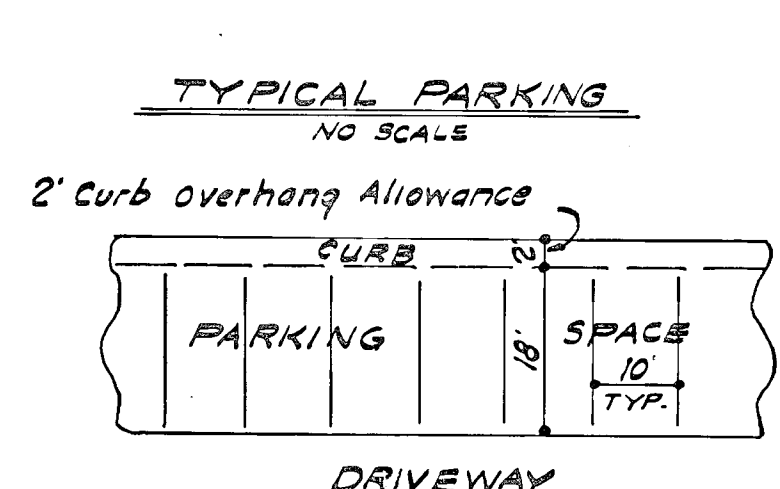 TYPICAL PARKING
NO SCALE
2' Curb overhang Allowance
CURB
2'
PARKING
18'
SPACE
10'
TYP.
DRIVEWAY